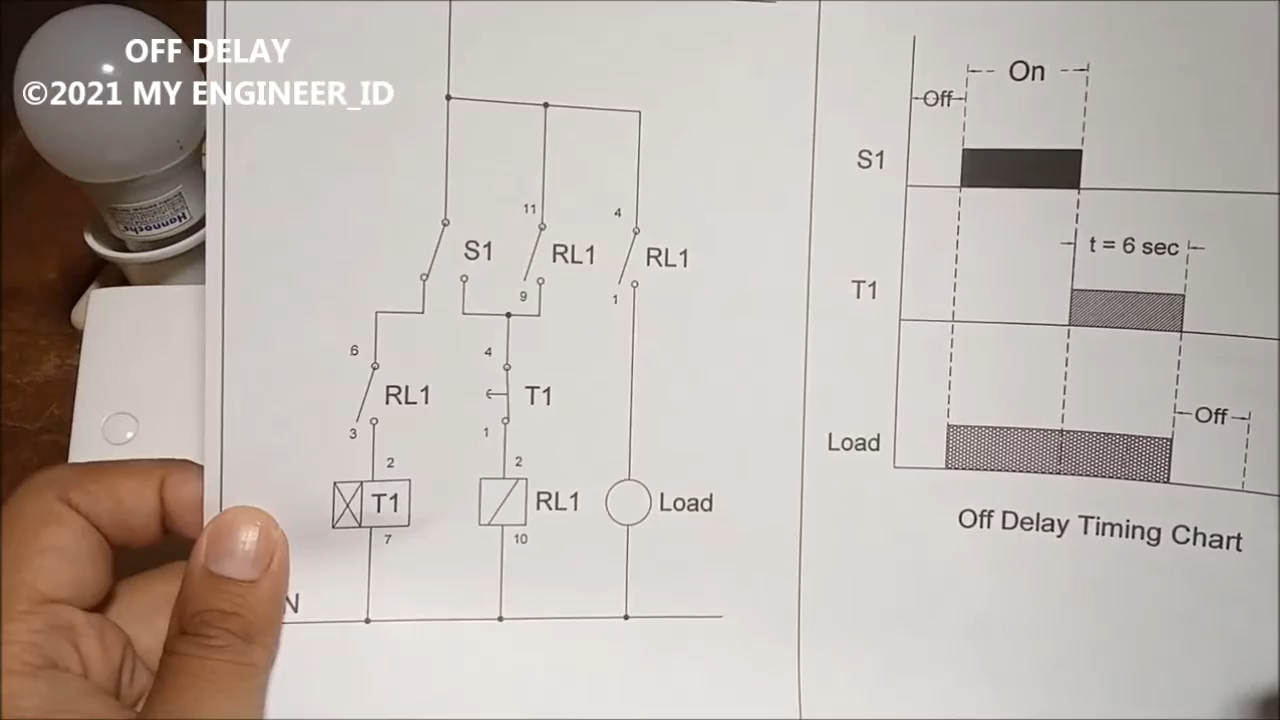 OFF DELAY
©2021 MY ENGINEER_ID
Hannochs
11
4
S1
RL1
RL1
9
1
6
4
RL1
T1
3
1
2
2
T1
RL1
Load
7
10
N
On
Off
S1
t = 6 sec
T1
Off
Load
Off Delay Timing Chart